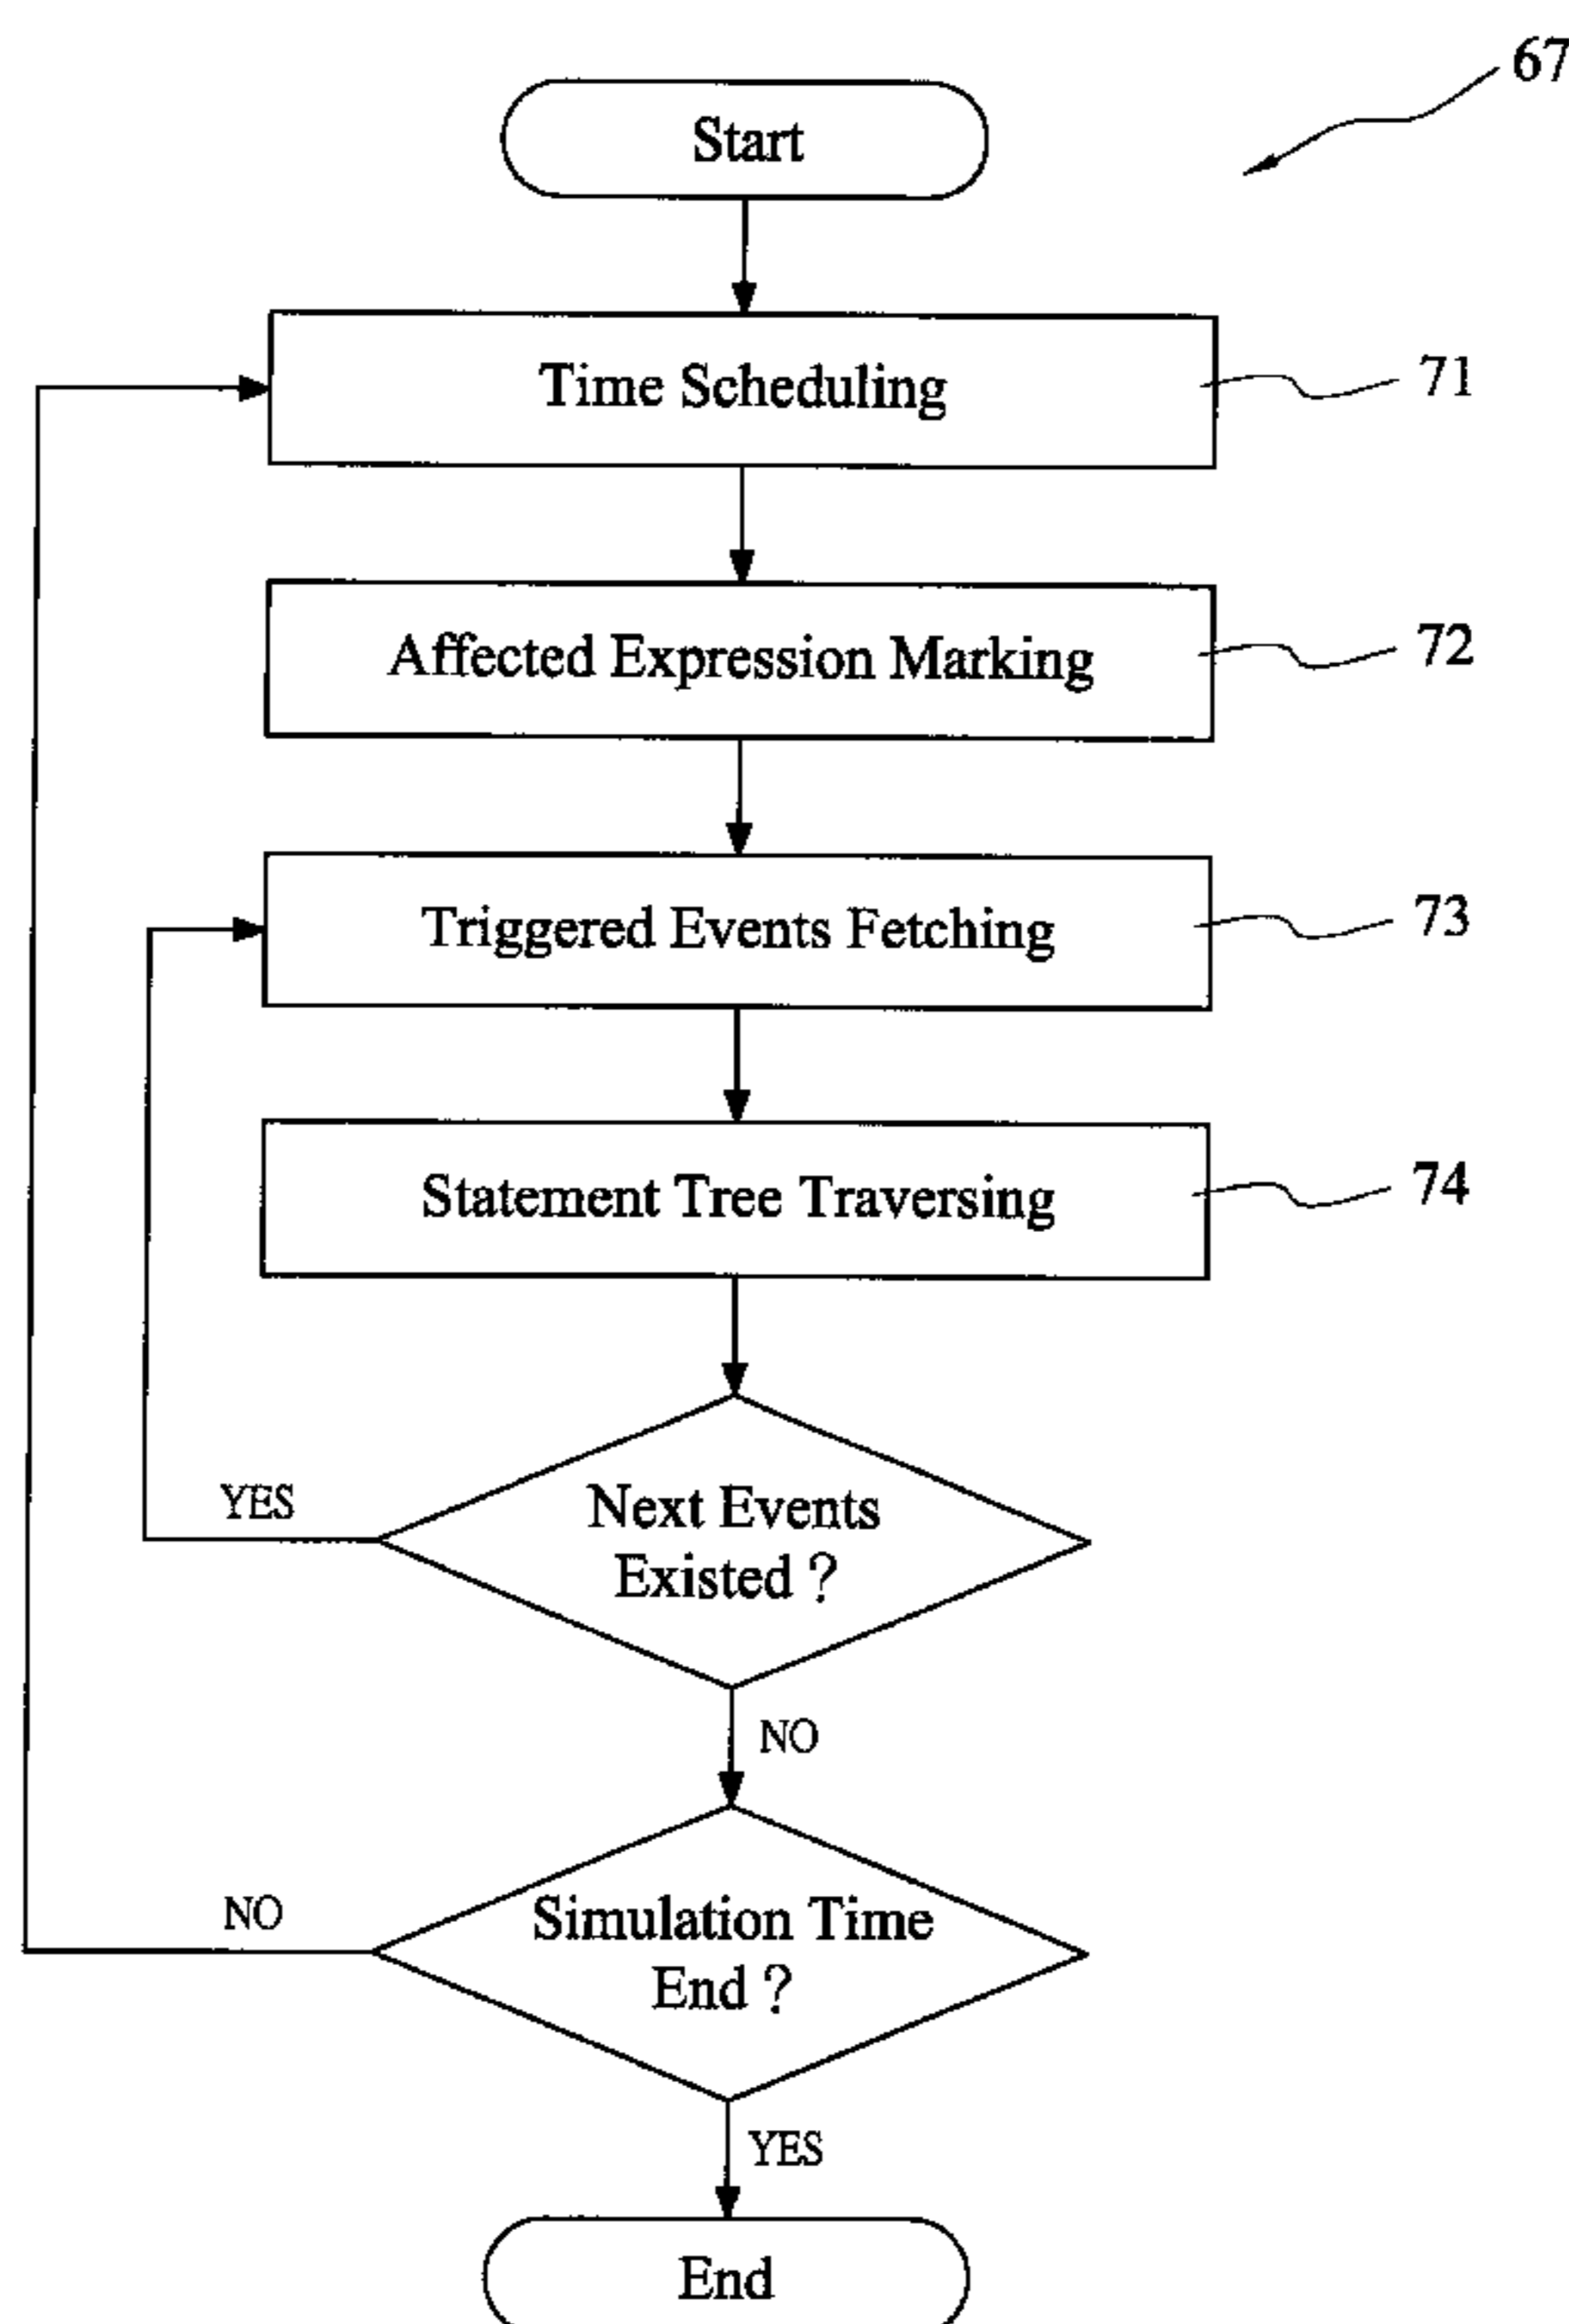 67
Start
Time Scheduling
71
Affected Expression Marking
72
Triggered Events Fetching
73
Statement Tree Traversing
74
YES
Next Events
Existed ?
NO
NO
Simulation Time
End ?
YES
End